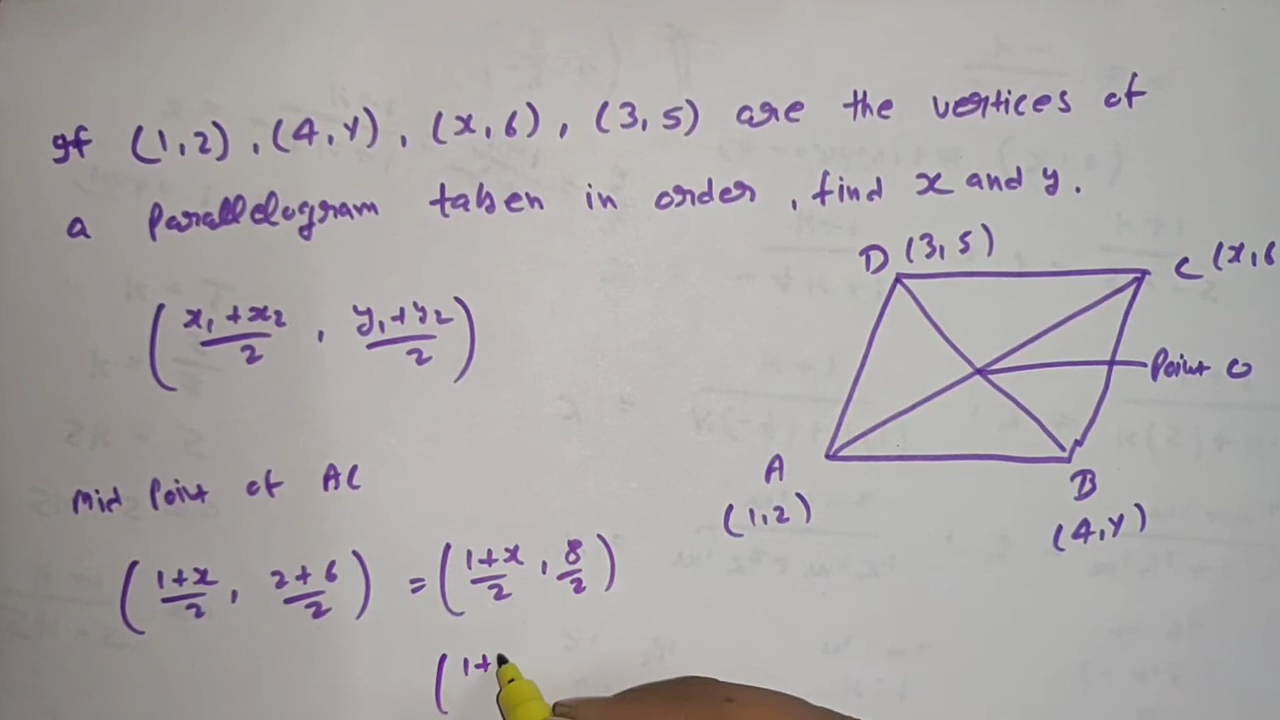 If (1,2), (4,y), (x,6), (3,5) are the vertices of
a parallelogram taken in order, find x and y.
D (3,5)
C (x,6
( x₁+x₂/2 , y₁+y₂/2 )
Point O
A
(1,2)
B
(4,y)
Mid Point of AC
( 1+x/2 , 2+6/2 ) = ( 1+x/2 , 8/2 )
( 1+